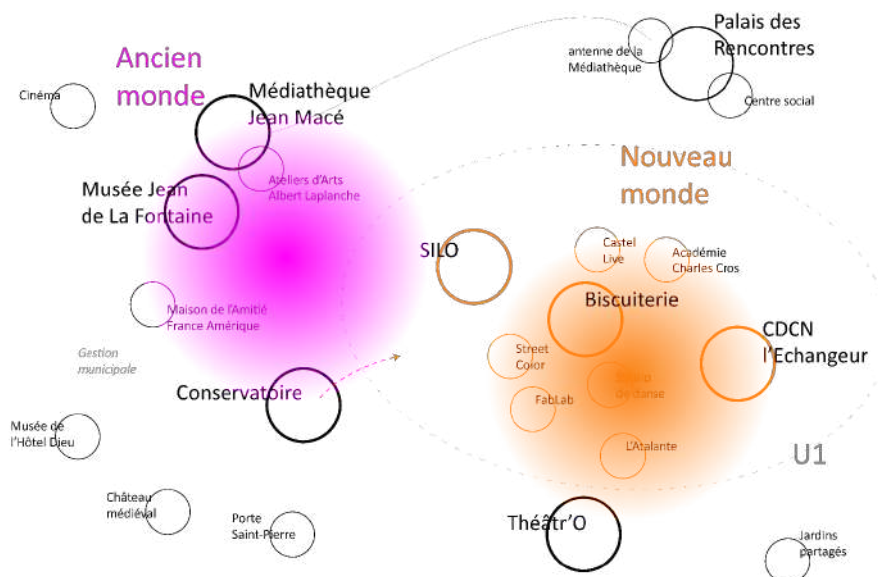 Palais des
Rencontres
antenne de la
Médiathèque
Centre social
Ancien
monde
Cinéma
Médiathèque
Jean Macé
Ateliers d'Arts
Albert Laplanche
Musée Jean
de La Fontaine
Nouveau
monde
SILO
Castel
Live
Académie
Charles Cros
Maison de l'Amitié
France Amérique
Biscuiterie
CDCN
l'Echangeur
Gestion
municipale
Street
Color
Conservatoire
de danse
FabLab
Musée de
l'Hôtel Dieu
L'Atalante
U1
Château
médiéval
Porte
Saint-Pierre
Théâtr'O
Jardins
partagés